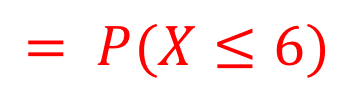 = P(X ≤ 6)